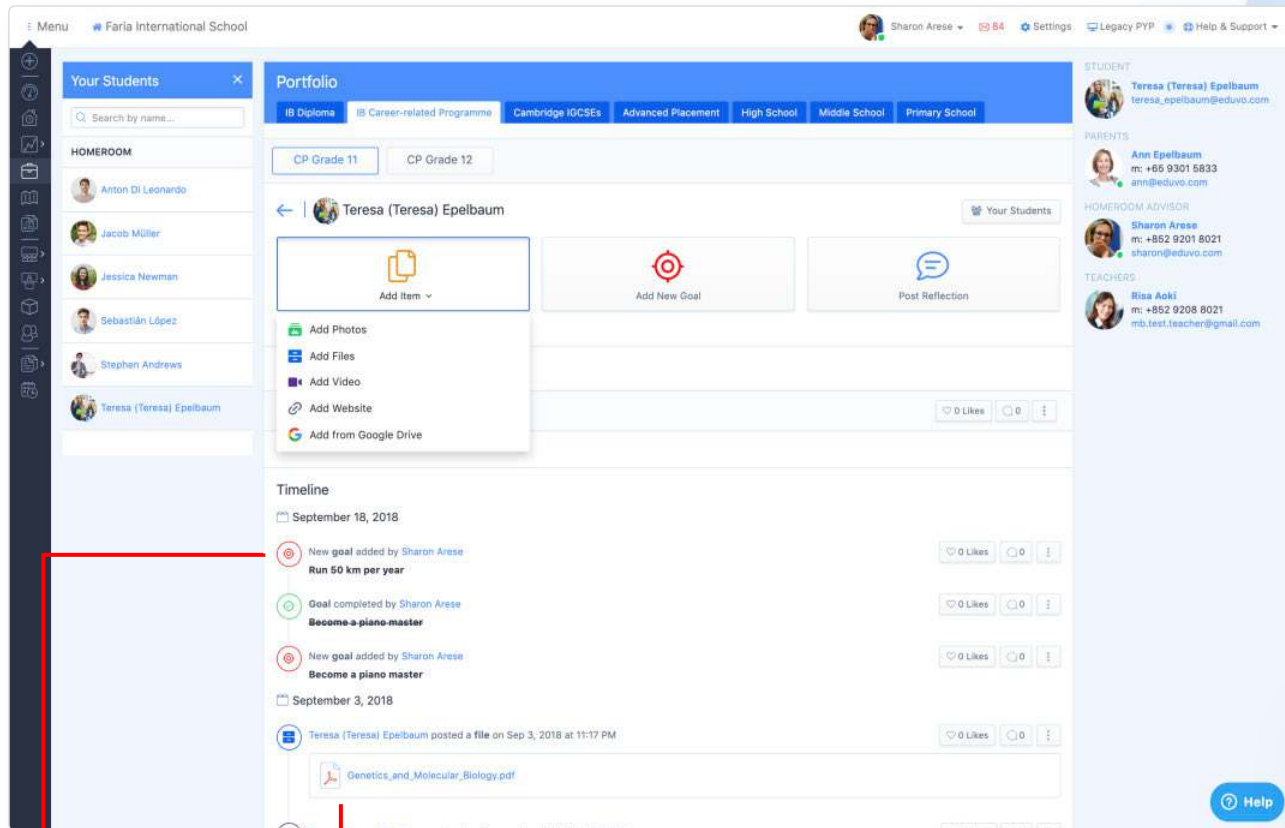 Menu Faria International School Sharon Arese 84 Settings Legacy PYP Help & Support
Your Students ×
Search by name...
HOMEROOM
Anton Di Leonardo
Jacob Müller
Jessica Newman
Sebastián López
Stephen Andrews
Teresa (Teresa) Epelbaum
Portfolio
IB Diploma IB Career-related Programme Cambridge IGCSEs Advanced Placement High School Middle School Primary School
CP Grade 11 CP Grade 12
Teresa (Teresa) Epelbaum Your Students
Add Item Add New Goal Post Reflection
Add Photos
Add Files
Add Video
Add Website
Add from Google Drive
0 Likes 0
Timeline
September 18, 2018
New goal added by Sharon Arese 0 Likes 0
Run 50 km per year
Goal completed by Sharon Arese 0 Likes 0
Become a piano master
New goal added by Sharon Arese 0 Likes 0
Become a piano master
September 3, 2018
Teresa (Teresa) Epelbaum posted a file on Sep 3, 2018 at 11:17 PM 0 Likes 0
Genetics_and_Molecular_Biology.pdf
STUDENT
Teresa (Teresa) Epelbaum
teresa_epelbaum@eduvo.com
PARENTS
Ann Epelbaum
m: +65 9301 5833
ann@eduvo.com
HOMEROOM ADVISOR
Sharon Arese
m: +852 9201 8021
sharon@eduvo.com
TEACHERS
Risa Aoki
m: +852 9208 8021
mb.test.teacher@gmail.com
Help